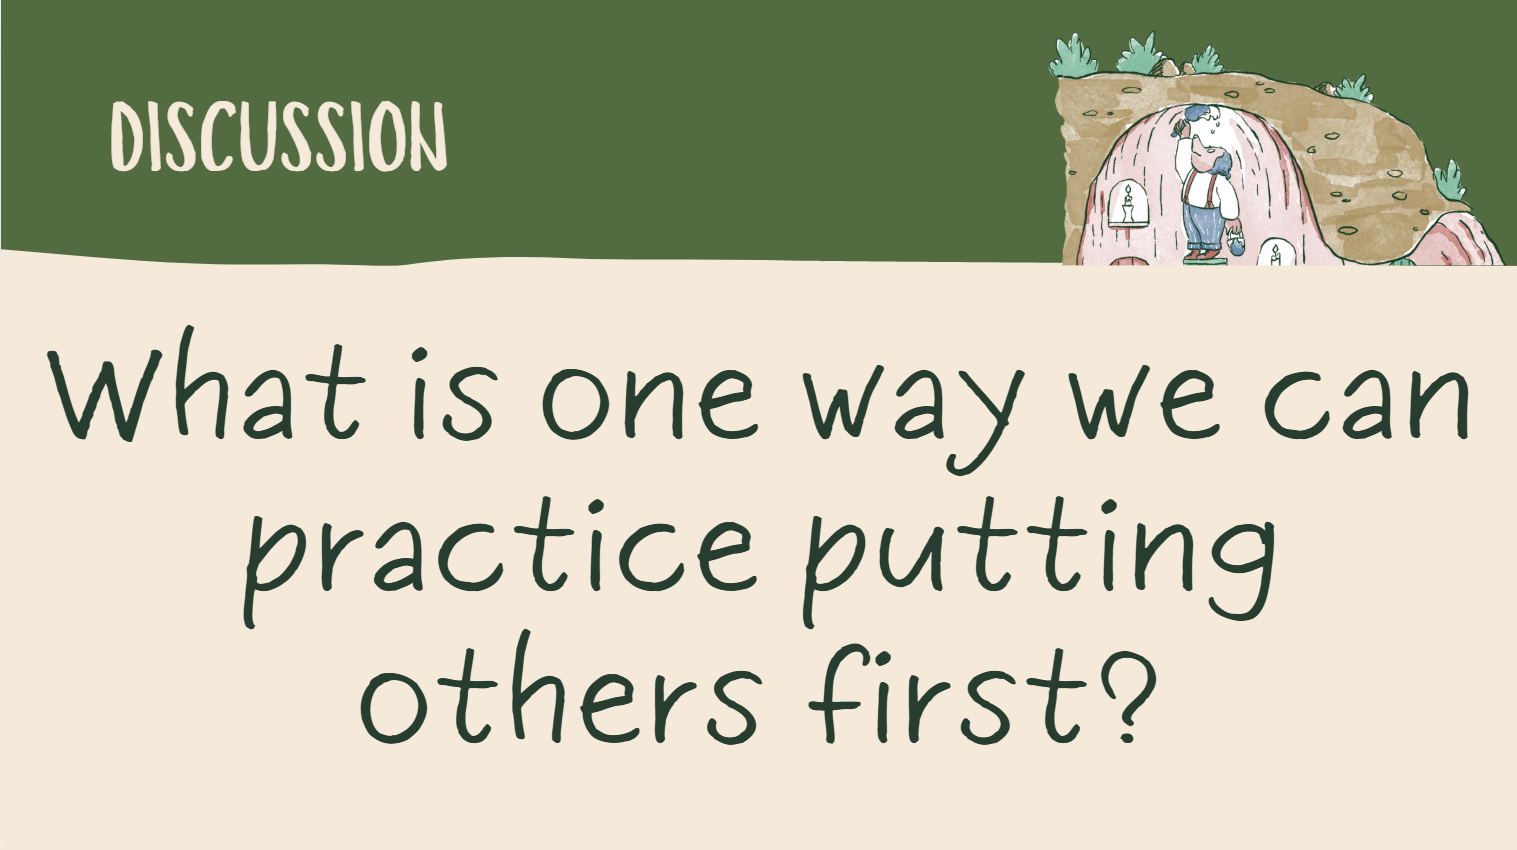 DISCUSSION
What is one way we can
practice putting
others first?